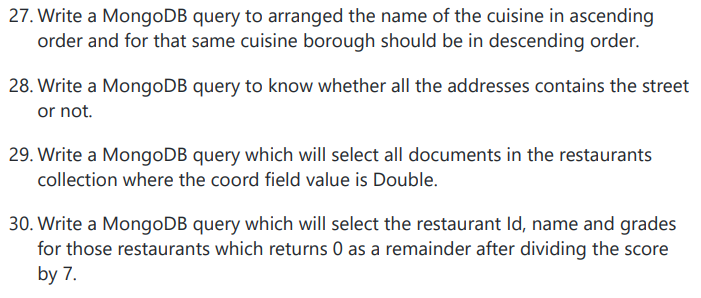 27. Write a MongoDB query to arranged the name of the cuisine in ascending
order and for that same cuisine borough should be in descending order.
28. Write a MongoDB query to know whether all the addresses contains the street
or not.
29. Write a MongoDB query which will select all documents in the restaurants
collection where the coord field value is Double.
30. Write a MongoDB query which will select the restaurant Id, name and grades
for those restaurants which returns 0 as a remainder after dividing the score
by 7.